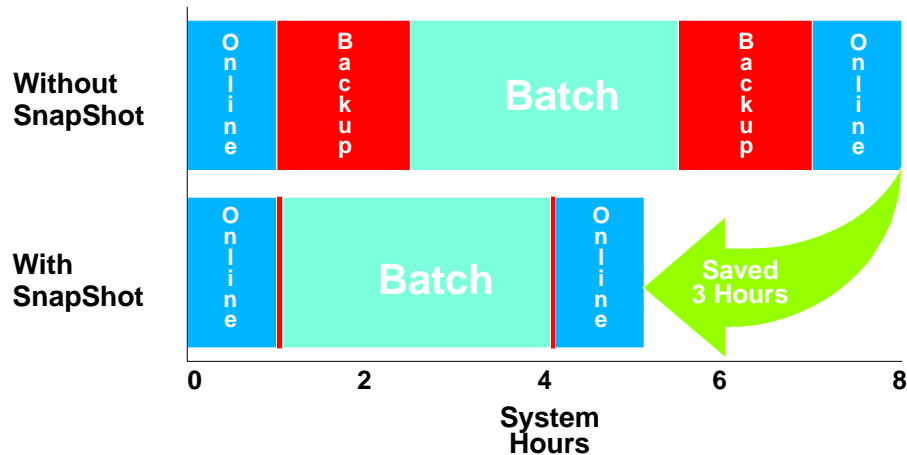 Without
SnapShot
Online
Backup
Batch
Backup
Online
With
SnapShot
Online
Batch
Online
Saved
3 Hours
0 2 4 6 8
System
Hours